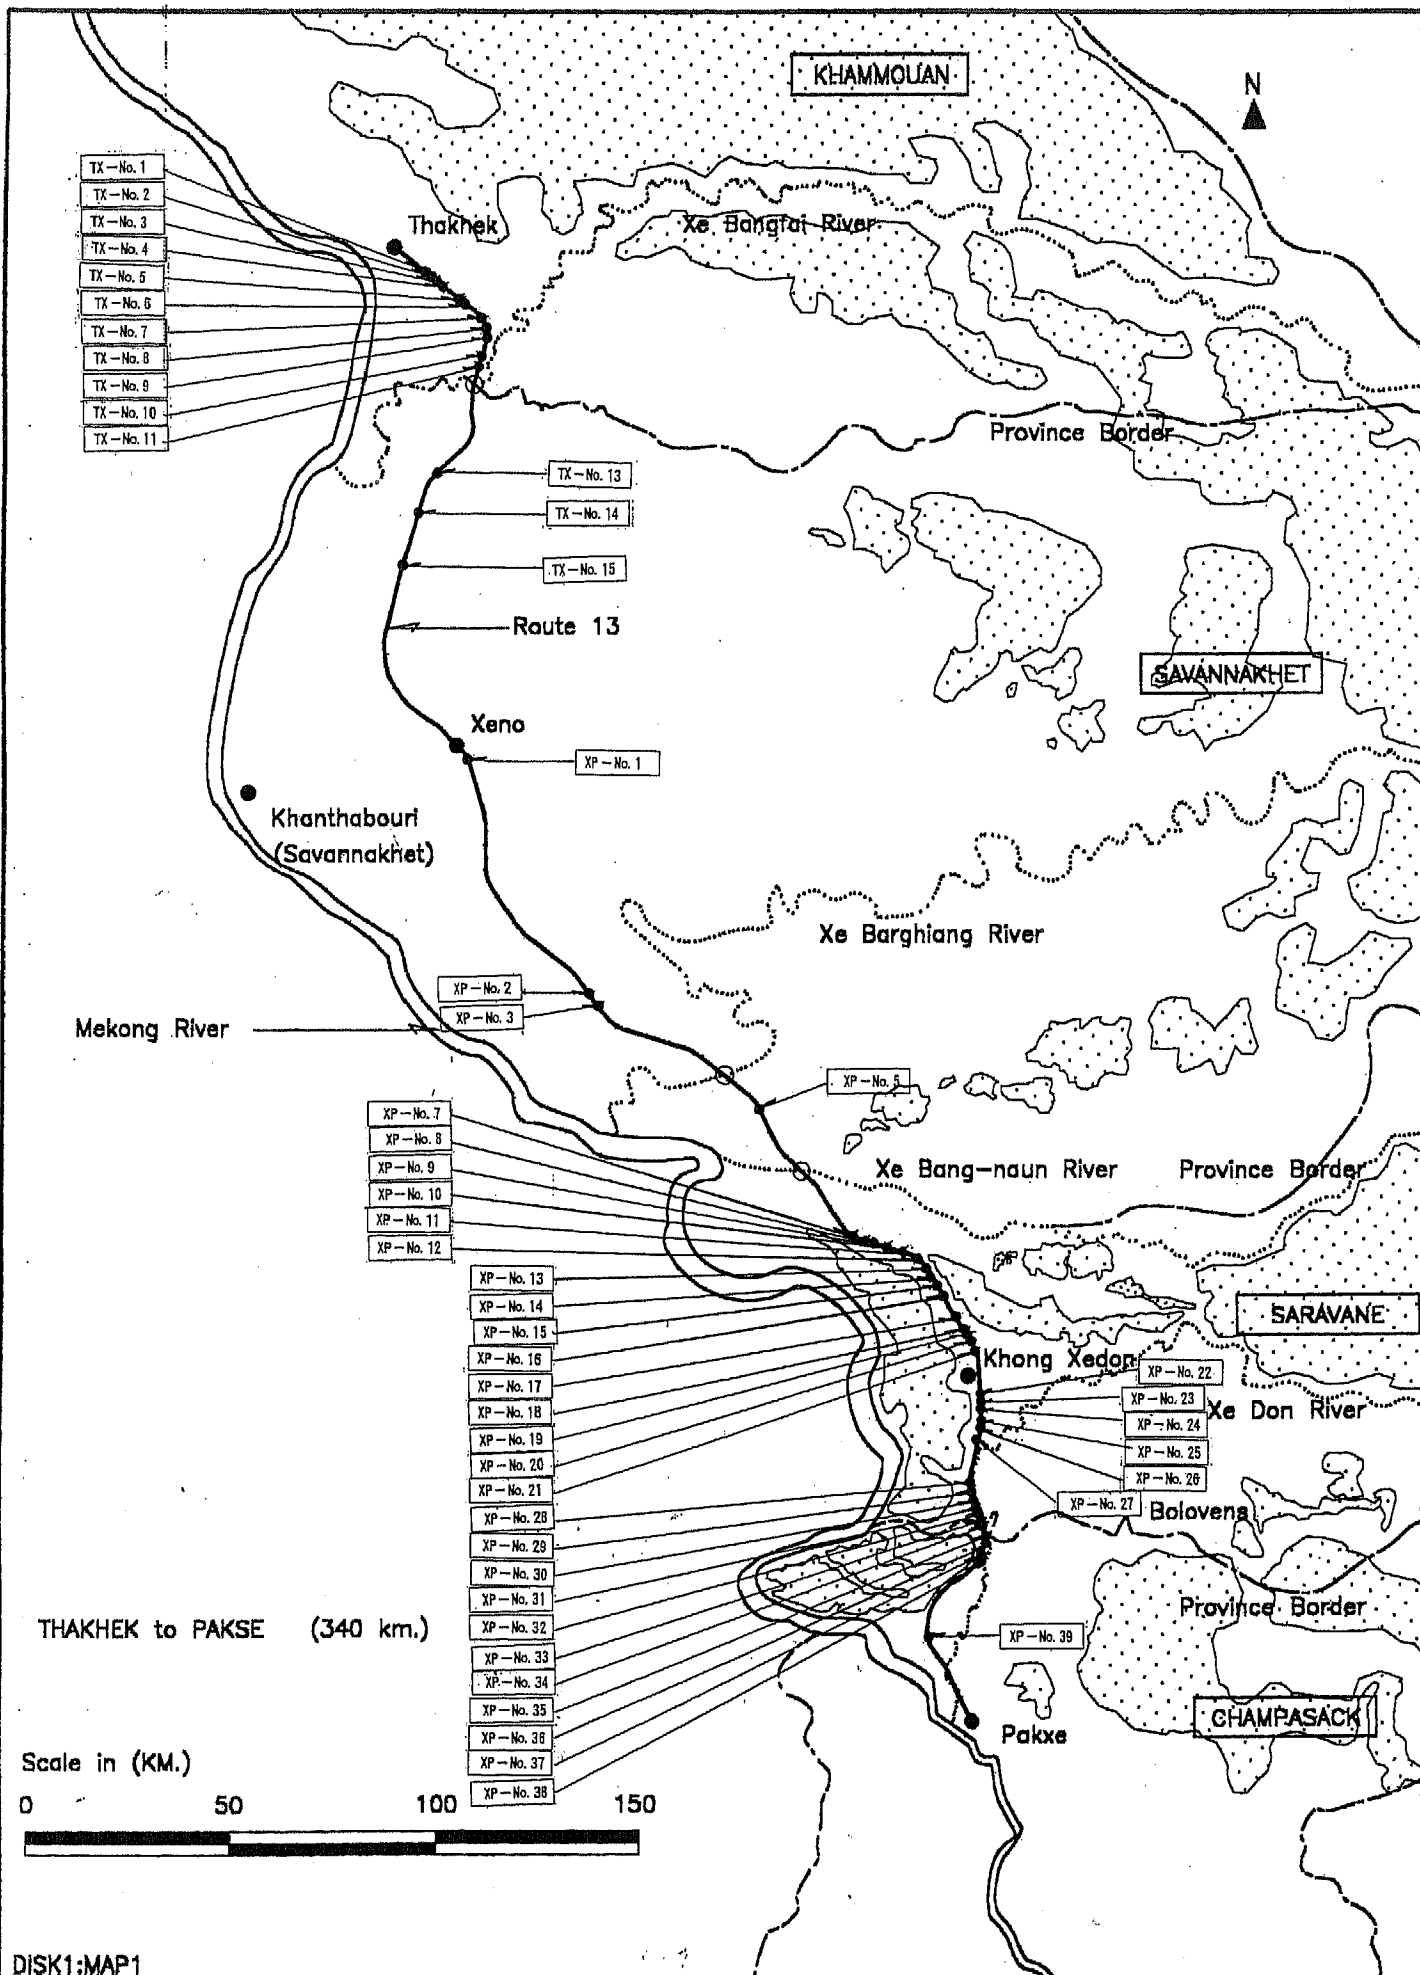 KHAMMOUAN
N
TX-No. 1
TX-No. 2
TX-No. 3
TX-No. 4
TX-No. 5
TX-No. 6
TX-No. 7
TX-No. 8
TX-No. 9
TX-No. 10
TX-No. 11
Thakhek
Xe Bangfai River
Province Border
TX-No. 13
TX-No. 14
TX-No. 15
Route 13
SAVANNAKHET
Xeno
XP-No. 1
Khanthabouri
(Savannakhet)
Xe Barghiang River
XP-No. 2
XP-No. 3
Mekong River
XP-No. 5
XP-No. 7
XP-No. 8
XP-No. 9
XP-No. 10
XP-No. 11
XP-No. 12
Xe Bang-naun River
Province Border
XP-No. 13
XP-No. 14
XP-No. 15
XP-No. 16
XP-No. 17
XP-No. 18
XP-No. 19
XP-No. 20
XP-No. 21
XP-No. 28
XP-No. 29
XP-No. 30
XP-No. 31
XP-No. 32
XP-No. 33
XP-No. 34
XP-No. 35
XP-No. 36
XP-No. 37
XP-No. 38
SARAVANE
Khong Xedon
XP-No. 22
XP-No. 23
XP-No. 24
XP-No. 25
XP-No. 26
XP-No. 27
Xe Don River
Bolovens
Province Border
XP-No. 39
CHAMPASACK
Pakxe
THAKHEK to PAKSE (340 km.)
Scale in (KM.)
0 50 100 150
DISK1:MAP1